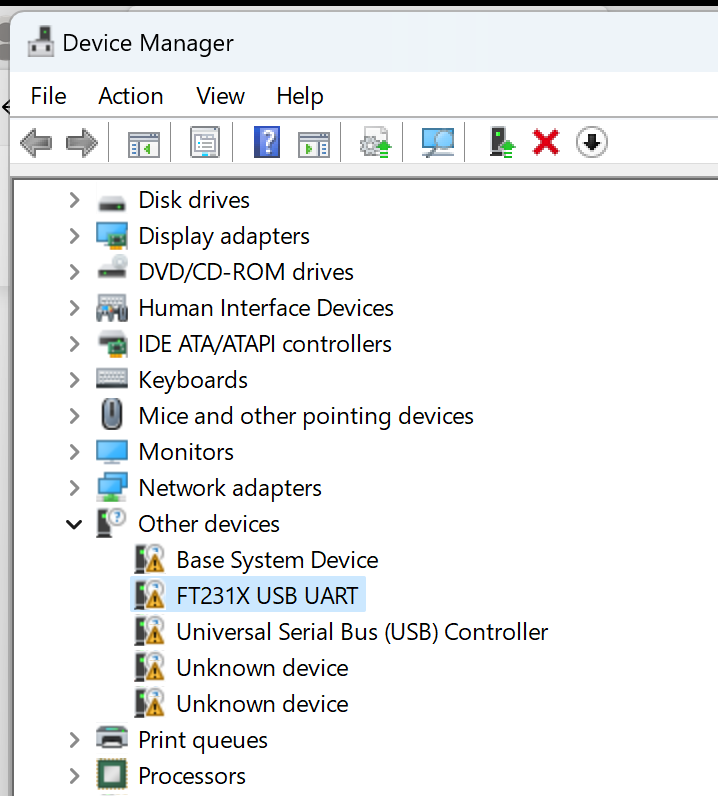 Device Manager
File Action View Help
Disk drives
Display adapters
DVD/CD-ROM drives
Human Interface Devices
IDE ATA/ATAPI controllers
Keyboards
Mice and other pointing devices
Monitors
Network adapters
Other devices
Base System Device
FT231X USB UART
Universal Serial Bus (USB) Controller
Unknown device
Unknown device
Print queues
Processors